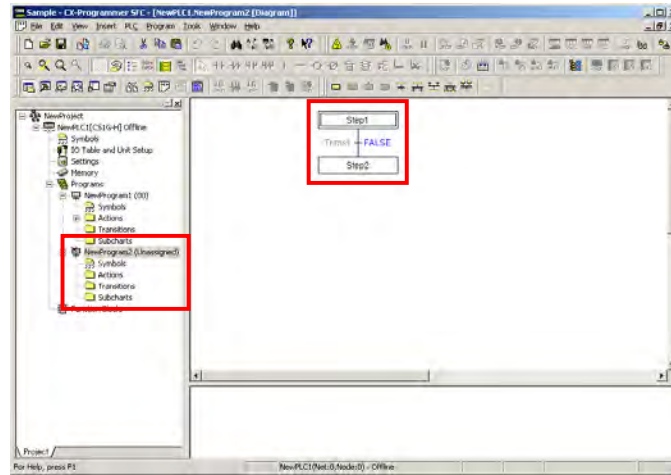 Sample - CX-Programmer SFC - [NewPLC1.NewProgram2 [Diagram]]
File Edit View Insert PLC Program Tools Window Help
NewProject
NewPLC1[CS1G-H] Offline
Symbols
IO Table and Unit Setup
Settings
Memory
Programs
NewProgram1 (00)
Symbols
Actions
Transitions
Subcharts
NewProgram2 (Unassigned)
Symbols
Actions
Transitions
Subcharts
Step1
FALSE
Step2
Project
For Help, press F1
NewPLC1(Net:0,Node:0) - Offline